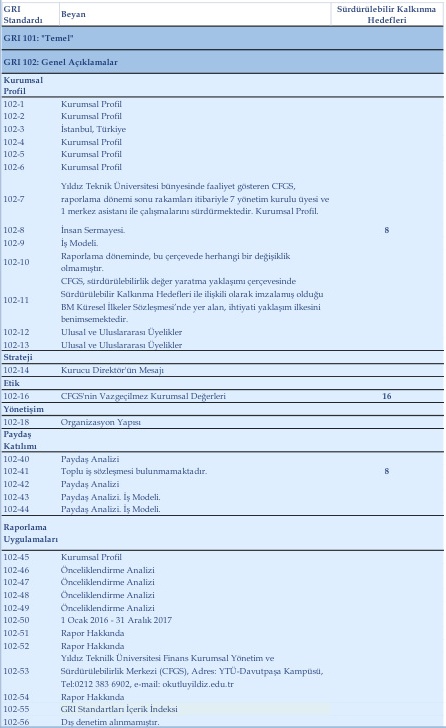 GRI Standardı Beyan Sürdürülebilir Kalkınma Hedefleri
GRI 101: "Temel"
GRI 102: Genel Açıklamalar
Kurumsal
Profil
102-1 Kurumsal Profil
102-2 Kurumsal Profil
102-3 İstanbul, Türkiye
102-4 Kurumsal Profil
102-5 Kurumsal Profil
102-6 Kurumsal Profil
Yıldız Teknik Üniversitesi bünyesinde faaliyet gösteren CFGS,
102-7 raporlama dönemi sonu rakamları itibariyle 7 yönetim kurulu üyesi ve
1 merkez asistanı ile çalışmalarını sürdürmektedir. Kurumsal Profil.
102-8 İnsan Sermayesi. 8
102-9 İş Modeli.
102-10 Raporlama döneminde, bu çerçevede herhangi bir değişiklik
olmamıştır.
CFGS, sürdürülebilirlik değer yaratma yaklaşımı çerçevesinde
102-11 Sürdürülebilir Kalkınma Hedefleri ile ilişkili olarak imzalamış olduğu
BM Küresel İlkeler Sözleşmesi'nde yer alan, ihtiyati yaklaşım ilkesini
benimsemektedir.
102-12 Ulusal ve Uluslararası Üyelikler
102-13 Ulusal ve Uluslararası Üyelikler
Strateji
102-14 Kurucu Direktör'ün Mesajı
Etik
102-16 CFGS'nin Vazgeçilmez Kurumsal Değerleri 16
Yönetişim
102-18 Organizasyon Yapısı
Paydaş
Katılımı
102-40 Paydaş Analizi
102-41 Toplu iş sözleşmesi bulunmamaktadır. 8
102-42 Paydaş Analizi
102-43 Paydaş Analizi. İş Modeli.
102-44 Paydaş Analizi. İş Modeli.
Raporlama
Uygulamaları
102-45 Kurumsal Profil
102-46 Önceliklendirme Analizi
102-47 Önceliklendirme Analizi
102-48 Önceliklendirme Analizi
102-49 Önceliklendirme Analizi
102-50 1 Ocak 2016 - 31 Aralık 2017
102-51 Rapor Hakkında
102-52 Rapor Hakkında
Yıldız Teknilk Üniversitesi Finans Kurumsal Yönetim ve
102-53 Sürdürülebilirlik Merkezi (CFGS), Adres: YTÜ-Davutpaşa Kampüsü,
Tel:0212 383 6902, e-mail: okutluyildiz.edu.tr
102-54 Rapor Hakkında
102-55 GRI Standartları İçerik İndeksi
102-56 Dış denetim alınmamıştır.